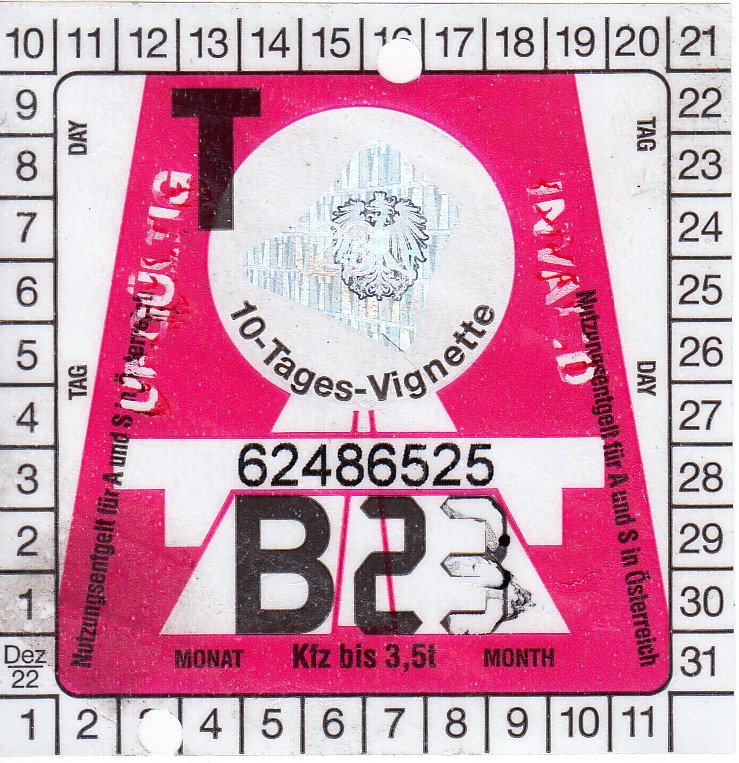 10 11 12 13 14 15 16 17 18 19 20 21
9 22
8 23
7 24
6 25
5 26
4 27
3 28
2 29
1 30
Dez
22
31
1 2 4 5 6 7 8 9 10 11
DAY
TAG
T
UNGÜLTIG
INVALID
10-Tages-Vignette
TAG
DAY
Nutzungsentgelt für A und S in Österreich
Nutzungsentgelt für A und S in Österreich
62486525
B23
MONAT Kfz bis 3,5t MONTH